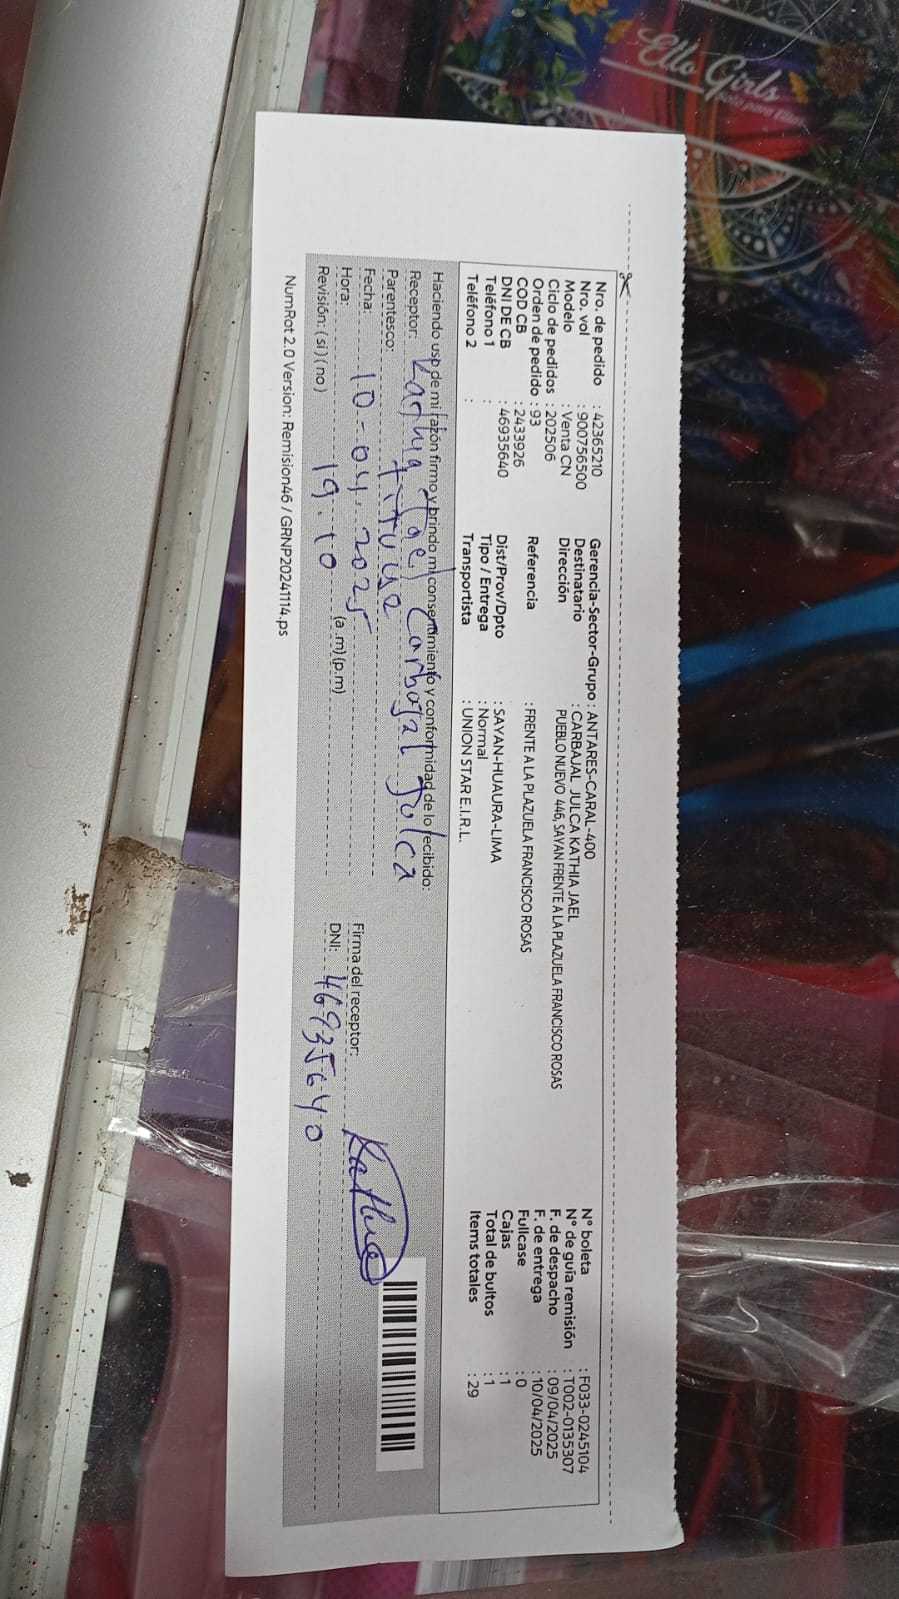 Ello Girls
Nro. de pedido : 42365210
Nro. vol : 900756500
Modelo : Venta CN
Ciclo de pedidos : 202506
Orden de pedido : 93
COD CB : 2433926
DNI DE CB : 46935640
Teléfono 1 :
Teléfono 2 :
Gerencia-Sector-Grupo : ANTARES-CARAL-400
Destinatario : CARBAJAL JULCA KATHIA JAEL
Dirección PUEBLO NUEVO 446, SAYAN FRENTE A LA PLAZUELA FRANCISCO ROSAS
Referencia : FRENTE A LA PLAZUELA FRANCISCO ROSAS
Dist/Prov/Dpto : SAYAN-HUAURA-LIMA
Tipo / Entrega : Normal
Transportista : UNION STAR E.I.R.L.
N° boleta : F033-0245104
N° de guía remisión : T002-0135307
F. de despacho : 09/04/2025
F. de entrega : 10/04/2025
Fullcase : 0
Cajas : 1
Total de bultos : 1
Items totales : 29
Haciendo uso de mi razón firmo y brindo mi consentimiento y conformidad de lo recibido:
Receptor: Kathya Jael Carbajal Julca
Parentesco:
Fecha: 10-04-2025
Hora: 19.10 (a.m)(p.m)
Revisión: (si) (no)
Firma del receptor: Kathia
DNI: 46935640
NumRot 2.0 Version: Remision46 / GRNP20241114.ps